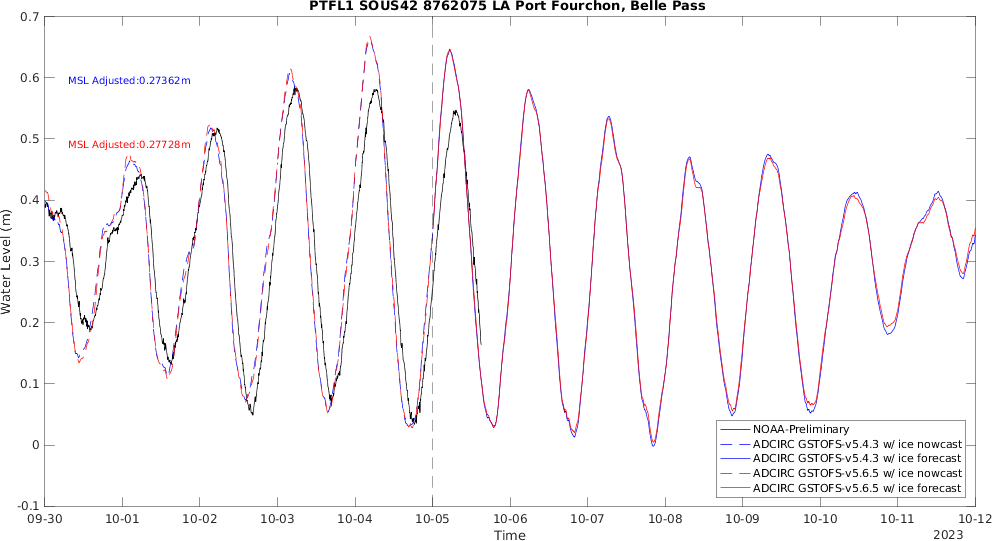 PTFL1 SOUS42 8762075 LA Port Fourchon, Belle Pass
0.7
0.6
0.5
0.4
0.3
0.2
0.1
0
-0.1
Water Level (m)
MSL Adjusted:0.27362m
MSL Adjusted:0.27728m
NOAA-Preliminary
ADCIRC GSTOFS-v5.4.3 w/ ice nowcast
ADCIRC GSTOFS-v5.4.3 w/ ice forecast
ADCIRC GSTOFS-v5.6.5 w/ ice nowcast
ADCIRC GSTOFS-v5.6.5 w/ ice forecast
09-30 10-01 10-02 10-03 10-04 10-05 10-06 10-07 10-08 10-09 10-10 10-11 10-12
Time
2023